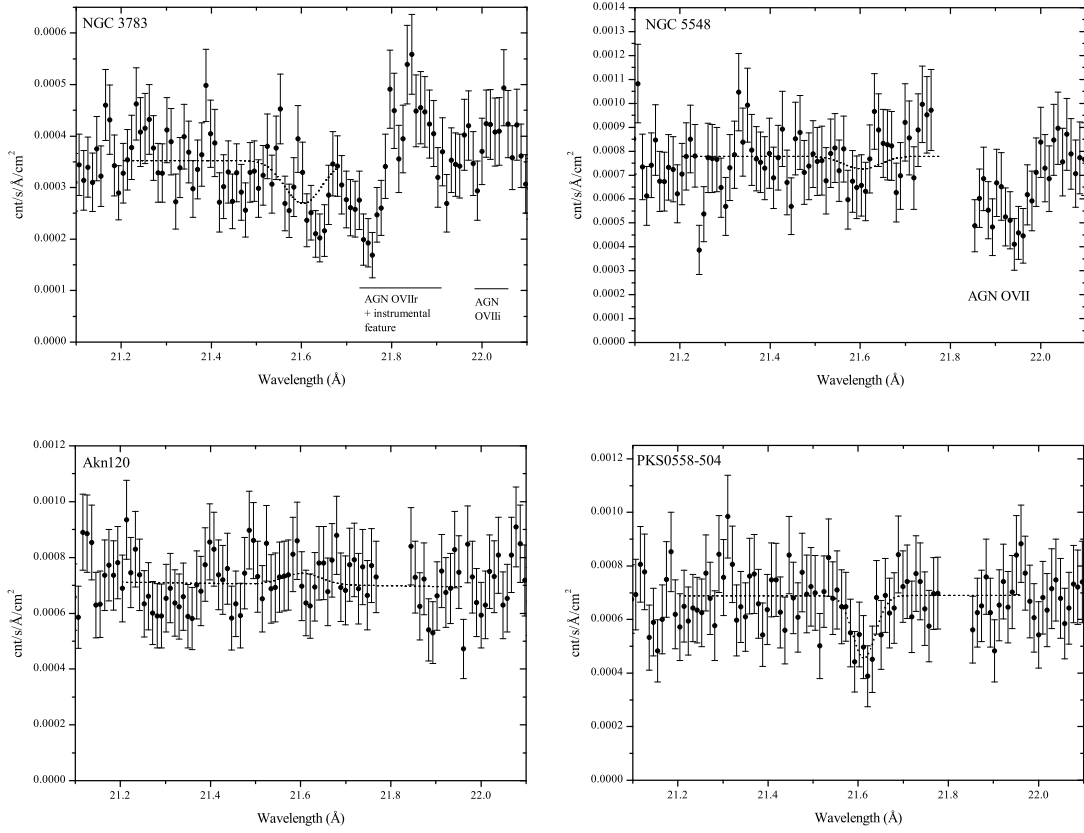 NGC 3783
0.0006
0.0005
0.0004
0.0003
0.0002
0.0001
0.0000
cnt/s/Å/cm2
AGN OVIIr
+ instrumental
feature
AGN
OVIIi
21.2 21.4 21.6 21.8 22.0
Wavelength (Å)
NGC 5548
0.0014
0.0013
0.0012
0.0011
0.0010
0.0009
0.0008
0.0007
0.0006
0.0005
0.0004
0.0003
0.0002
0.0001
0.0000
cnt/s/Å/cm2
AGN OVII
21.2 21.4 21.6 21.8 22.0
Wavelength (Å)
Akn120
0.0012
0.0010
0.0008
0.0006
0.0004
0.0002
0.0000
cnt/s/Å/cm2
21.2 21.4 21.6 21.8 22.0
Wavelength (Å)
PKS0558-504
0.0012
0.0010
0.0008
0.0006
0.0004
0.0002
0.0000
cnt/s/Å/cm2
21.2 21.4 21.6 21.8 22.0
Wavelength (Å)